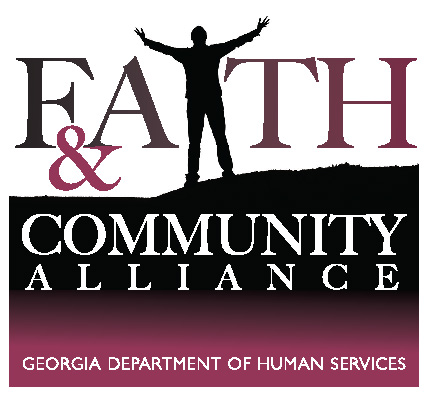 FAITH
&
COMMUNITY
ALLIANCE
GEORGIA DEPARTMENT OF HUMAN SERVICES